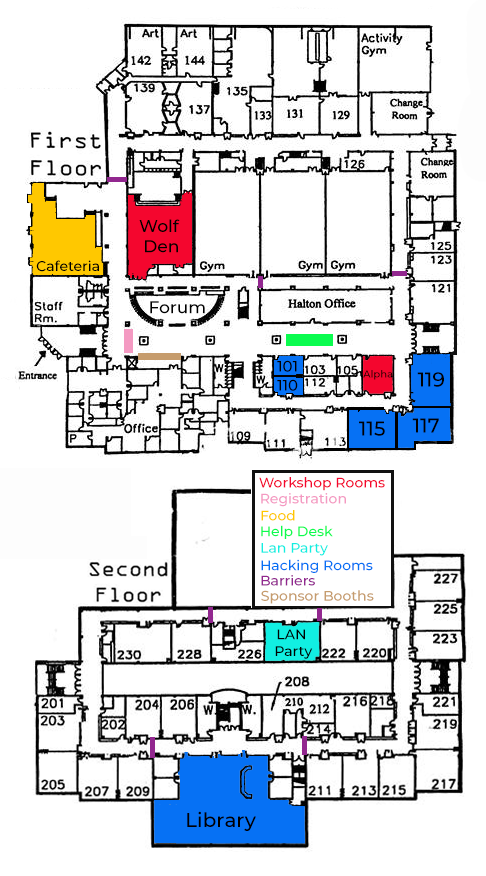 Art
Art
142
144
Activity
Gym
139
137
135
133
131
129
Change
Room
First
Floor
126
Change
Room
Wolf
Den
Cafeteria
Gym
Gym
Gym
125
123
121
Staff
Rm.
Forum
Halton Office
Entrance
W
W
101
103
105
110
112
Alpha
119
Office
P
109
111
113
115
117
Workshop Rooms
Registration
Food
Help Desk
Lan Party
Hacking Rooms
Barriers
Sponsor Booths
Second
Floor
227
225
223
230
228
226
LAN
Party
222
220
208
201
203
202
204
206
W.
W.
210
212
214
216
218
221
219
205
207
209
211
213
215
217
Library